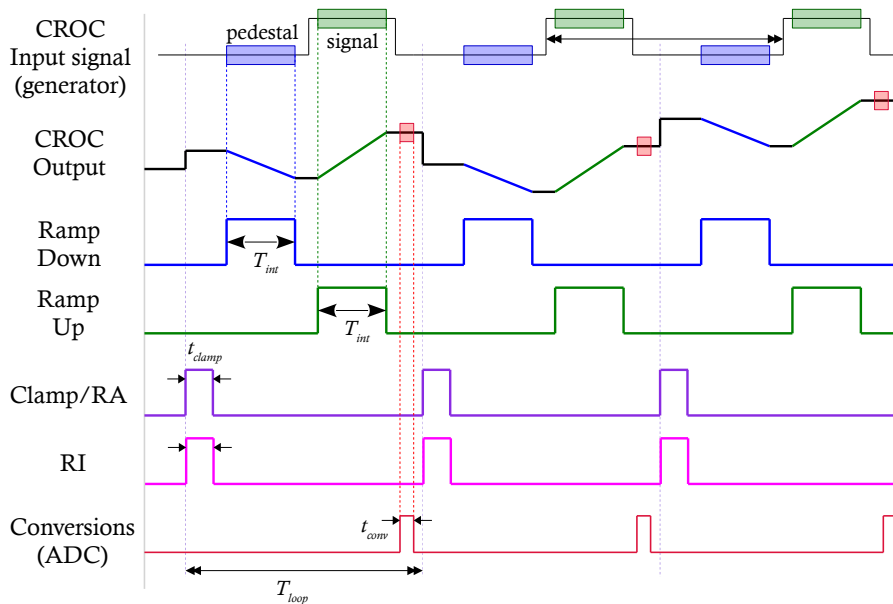 CROC
Input signal
(generator)
pedestal
signal
CROC
Output
Ramp
Down
T_int
Ramp
Up
T_int
t_clamp
Clamp/RA
RI
Conversions
(ADC)
t_conv
T_loop